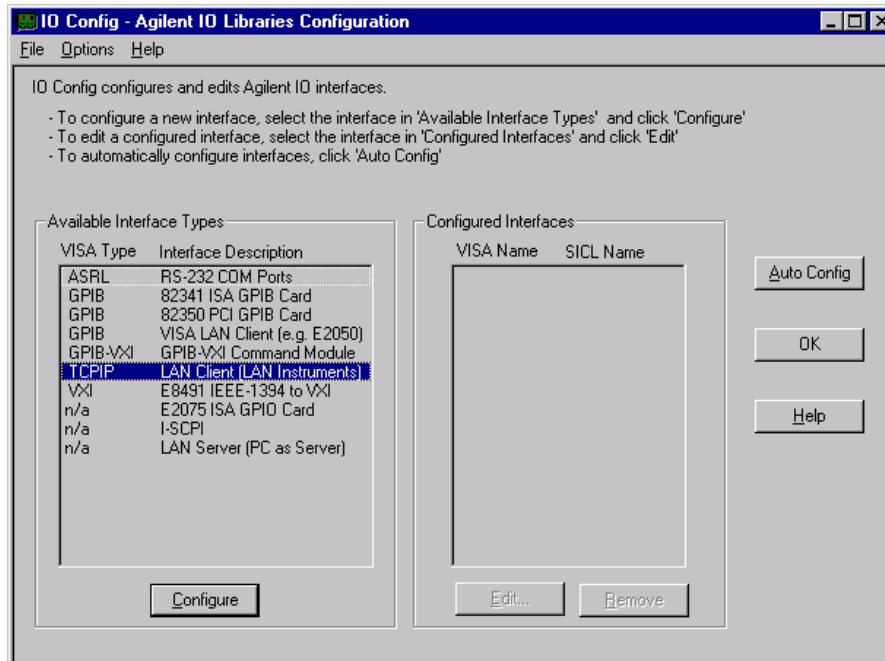 IO Config - Agilent IO Libraries Configuration
File Options Help
IO Config configures and edits Agilent IO interfaces.
- To configure a new interface, select the interface in 'Available Interface Types' and click 'Configure'
- To edit a configured interface, select the interface in 'Configured Interfaces' and click 'Edit'
- To automatically configure interfaces, click 'Auto Config'
Available Interface Types
VISA Type Interface Description
ASRL RS-232 COM Ports
GPIB 82341 ISA GPIB Card
GPIB 82350 PCI GPIB Card
GPIB VISA LAN Client (e.g. E2050)
GPIB-VXI GPIB-VXI Command Module
TCPIP LAN Client (LAN Instruments)
VXI E8491 IEEE-1394 to VXI
n/a E2075 ISA GPIO Card
n/a I-SCPI
n/a LAN Server (PC as Server)
Configure
Configured Interfaces
VISA Name SICL Name
Edit... Remove
Auto Config
OK
Help